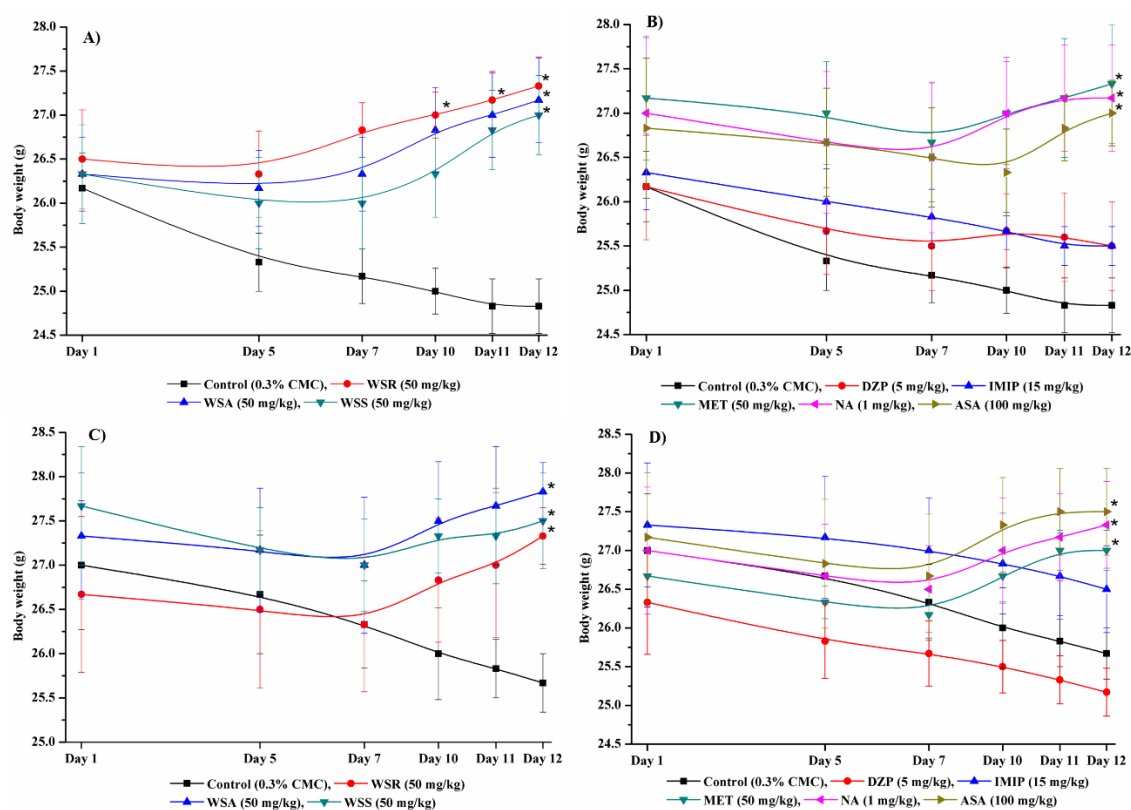 A)
28.0
27.5
27.0
26.5
26.0
25.5
25.0
24.5
Body weight (g)
*
*
*
*
*
Day 1 Day 5 Day 7 Day 10 Day11 Day 12
Control (0.3% CMC), WSR (50 mg/kg)
WSA (50 mg/kg), WSS (50 mg/kg)
B)
28.0
27.5
27.0
26.5
26.0
25.5
25.0
24.5
Body weight (g)
*
*
*
Day 1 Day 5 Day 7 Day 10 Day 11 Day 12
Control (0.3% CMC), DZP (5 mg/kg), IMIP (15 mg/kg)
MET (50 mg/kg), NA (1 mg/kg), ASA (100 mg/kg)
C)
28.5
28.0
27.5
27.0
26.5
26.0
25.5
25.0
Body weight (g)
*
*
*
Day 1 Day 5 Day 7 Day 10 Day 11 Day 12
Control (0.3% CMC), WSR (50 mg/kg)
WSA (50 mg/kg), WSS (50 mg/kg)
D)
28.5
28.0
27.5
27.0
26.5
26.0
25.5
25.0
24.5
Body weight (g)
*
*
*
Day 1 Day 5 Day 7 Day 10 Day 11 Day 12
Control (0.3% CMC), DZP (5 mg/kg), IMIP (15 mg/kg)
MET (50 mg/kg), NA (1 mg/kg), ASA (100 mg/kg)